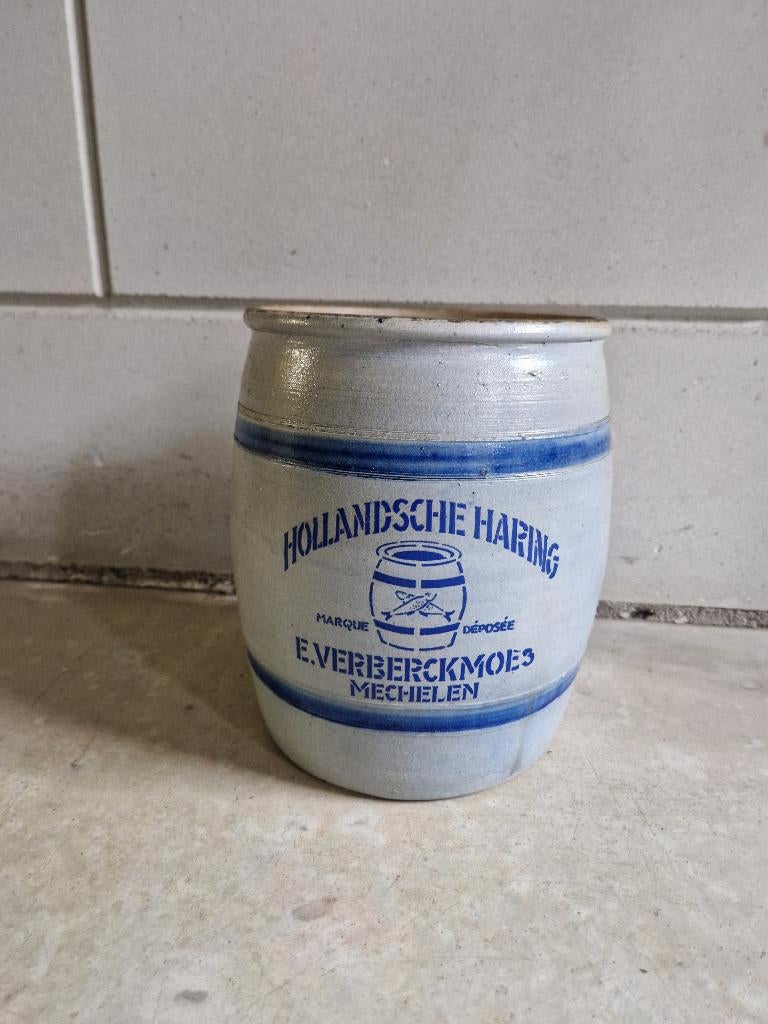 HOLLANDSCHE HARING
MARQUE DÉPOSÉE
E.VERBERCKMOES
MECHELEN